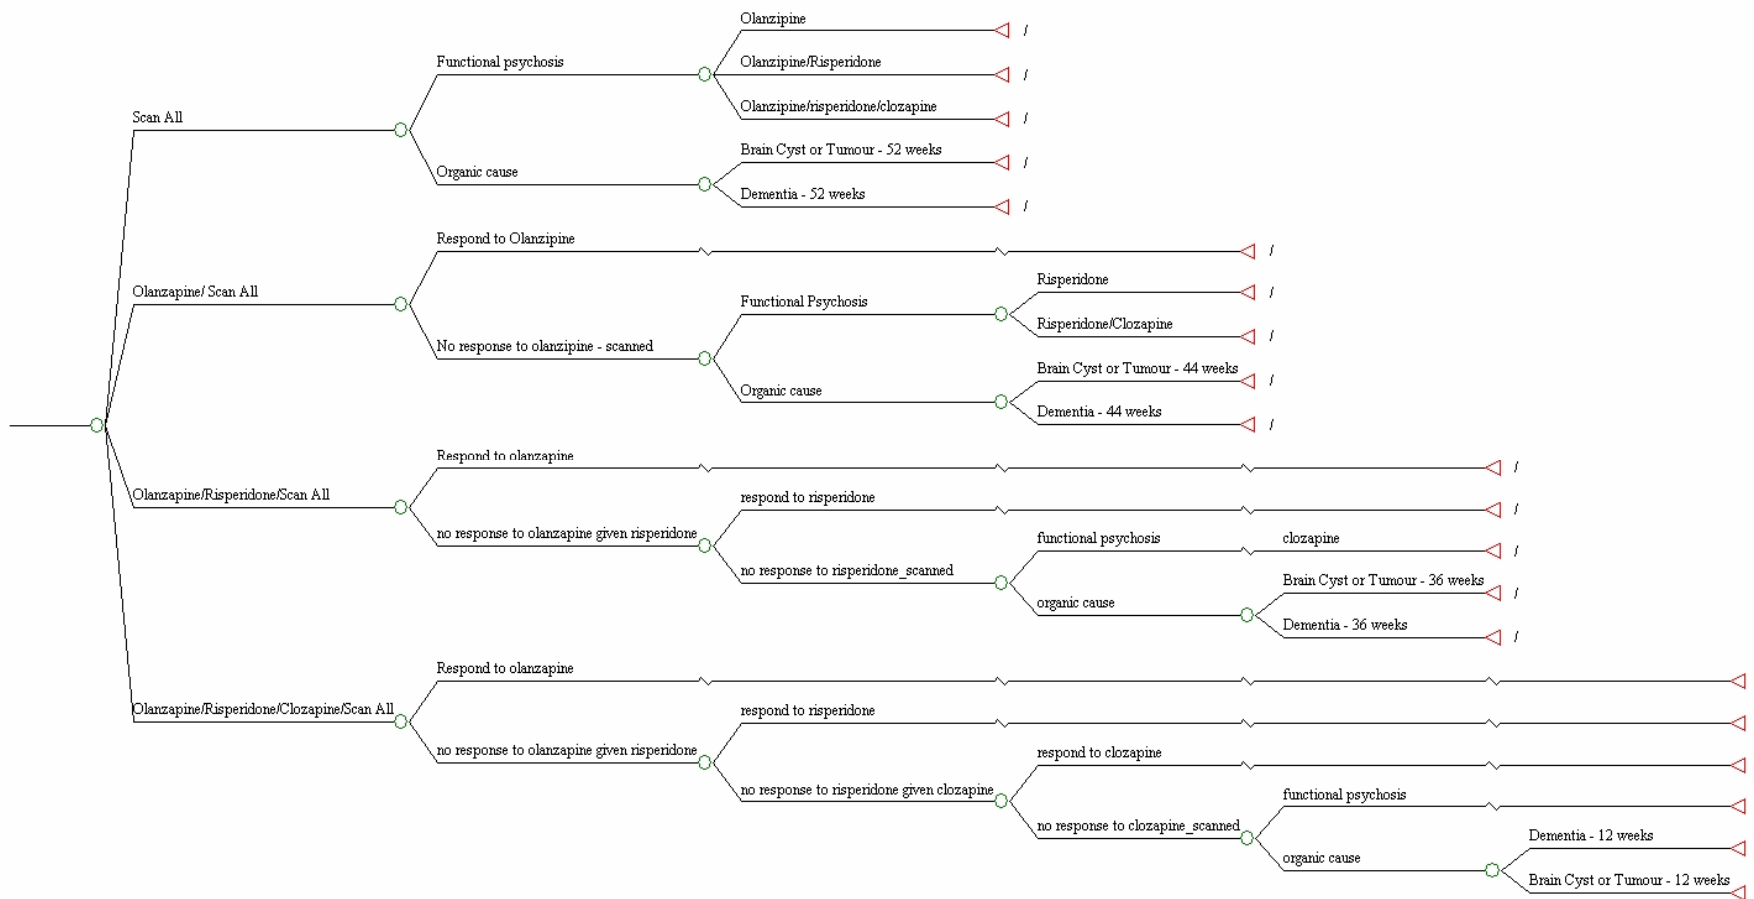 Olanzipine
/
Functional psychosis
Olanzipine/Risperidone
/
Olanzipine/risperidone/clozapine
/
Scan All
Brain Cyst or Tumour - 52 weeks
/
Organic cause
Dementia - 52 weeks
/
Respond to Olanzipine
/
Olanzapine/ Scan All
Risperidone
/
Functional Psychosis
Risperidone/Clozapine
/
No response to olanzipine - scanned
Brain Cyst or Tumour - 44 weeks
/
Organic cause
Dementia - 44 weeks
/
Respond to olanzapine
/
Olanzapine/Risperidone/Scan All
respond to risperidone
/
no response to olanzapine given risperidone
functional psychosis
clozapine
/
no response to risperidone_scanned
Brain Cyst or Tumour - 36 weeks
/
organic cause
Dementia - 36 weeks
/
Respond to olanzapine
Olanzapine/Risperidone/Clozapine/Scan All
respond to risperidone
no response to olanzapine given risperidone
respond to clozapine
no response to risperidone given clozapine
functional psychosis
no response to clozapine_scanned
Dementia - 12 weeks
organic cause
Brain Cyst or Tumour - 12 weeks